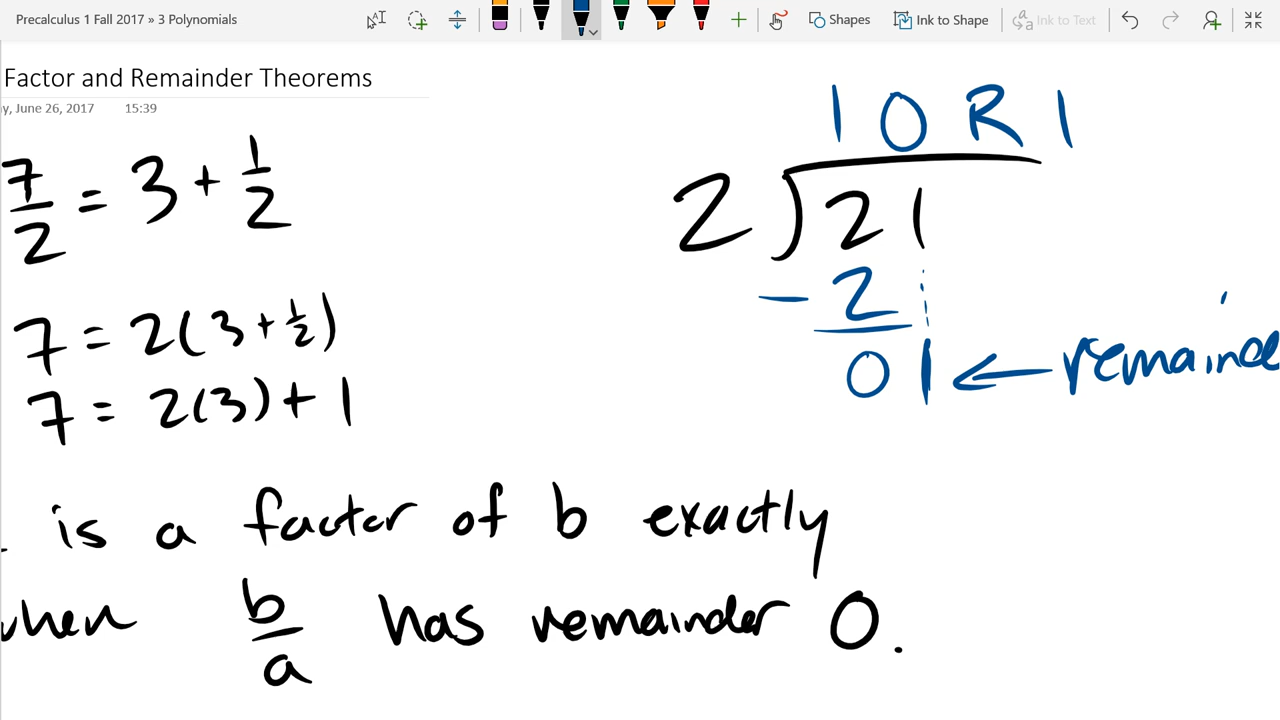 Precalculus 1 Fall 2017 » 3 Polynomials
Shapes
Ink to Shape
Ink to Text
Factor and Remainder Theorems
y, June 26, 2017 15:39
7/2 = 3 + 1/2
7 = 2(3 + 1/2)
7 = 2(3) + 1
10 R 1
2 ) 21
- 2
01 ← remainde
is a factor of b exactly
when b/a has remainder 0.